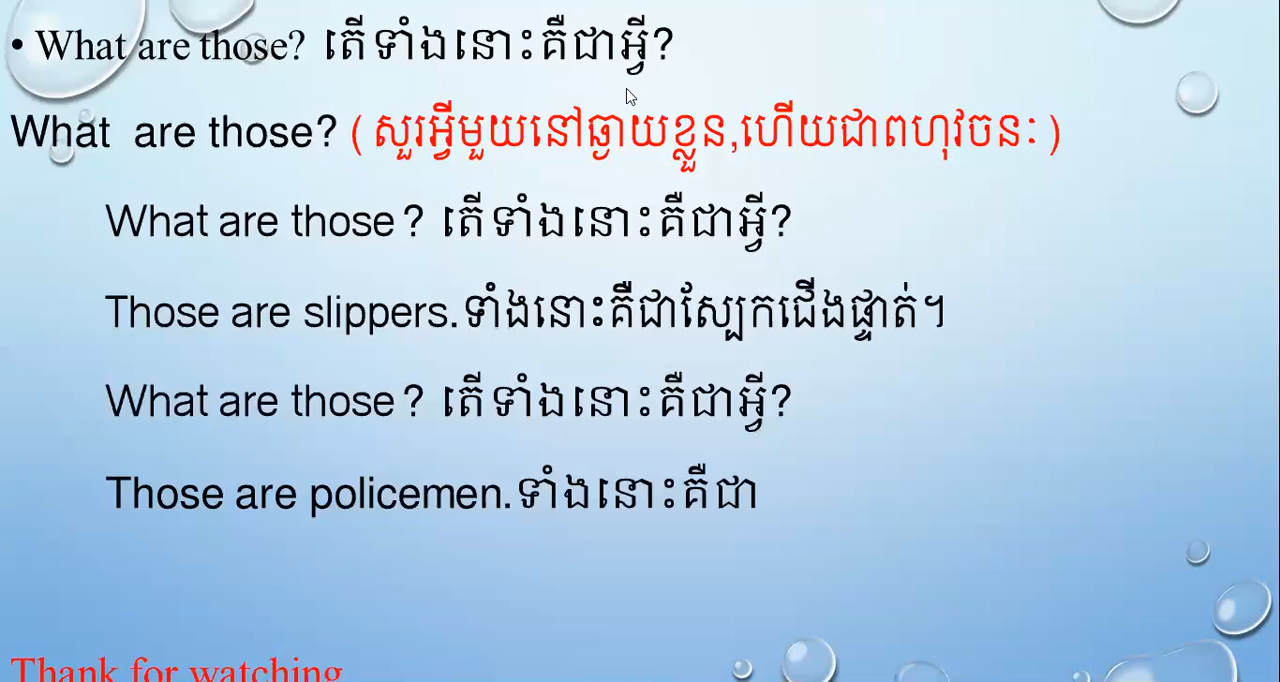 • What are those? តើទាំងនោះគឺជាអ្វី?
What are those? ( សួរអ្វីមួយនៅឆ្ងាយខ្លួន,ហើយជាពហុវចនៈ )
What are those? តើទាំងនោះគឺជាអ្វី?
Those are slippers.ទាំងនោះគឺជាស្បែកជើងផ្ទាត់។
What are those? តើទាំងនោះគឺជាអ្វី?
Those are policemen.ទាំងនោះគឺជា
Thank for watching